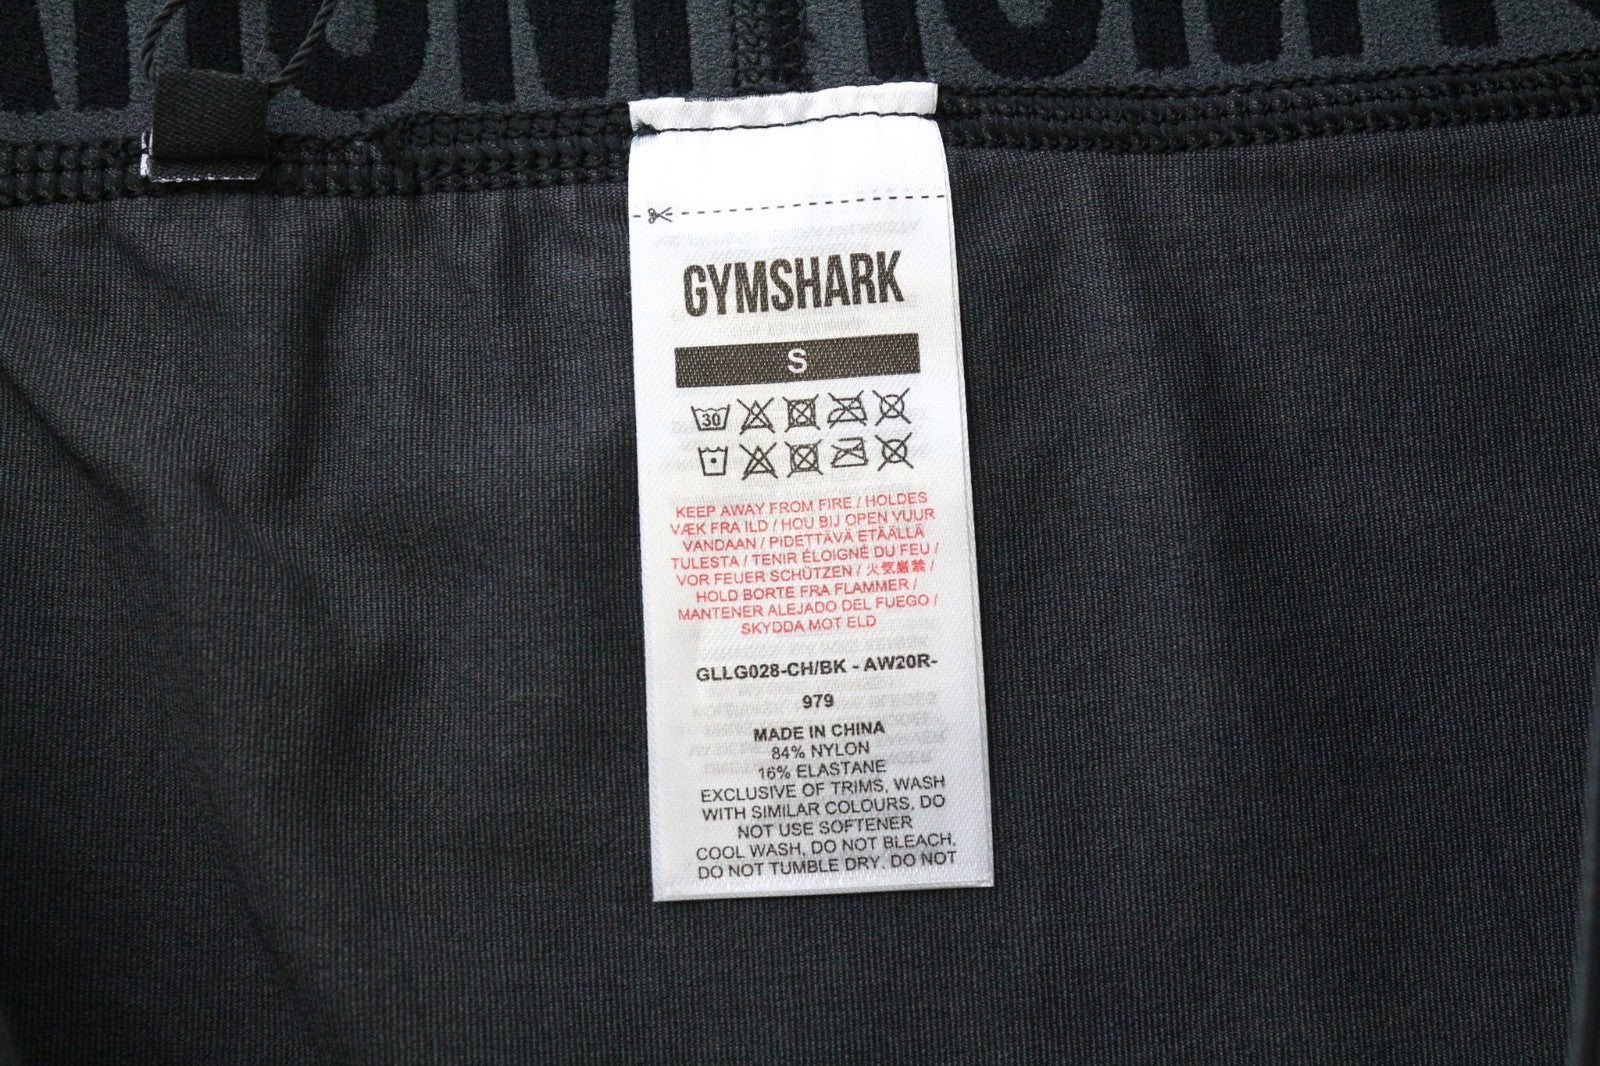 GYMSHARK
S
30
KEEP AWAY FROM FIRE / HOLDES
VÆK FRA ILD / HOU BIJ OPEN VUUR
VANDAAN / PIDETTÄVÄ ETÄÄLLÄ
TULESTA / TENIR ÉLOIGNÉ DU FEU /
VOR FEUER SCHÜTZEN / 火気厳禁 /
HOLD BORTE FRA FLAMMER /
MANTENER ALEJADO DEL FUEGO /
SKYDDA MOT ELD
GLLG028-CH/BK - AW20R-
979
MADE IN CHINA
84% NYLON
16% ELASTANE
EXCLUSIVE OF TRIMS, WASH
WITH SIMILAR COLOURS, DO
NOT USE SOFTENER
COOL WASH, DO NOT BLEACH,
DO NOT TUMBLE DRY, DO NOT